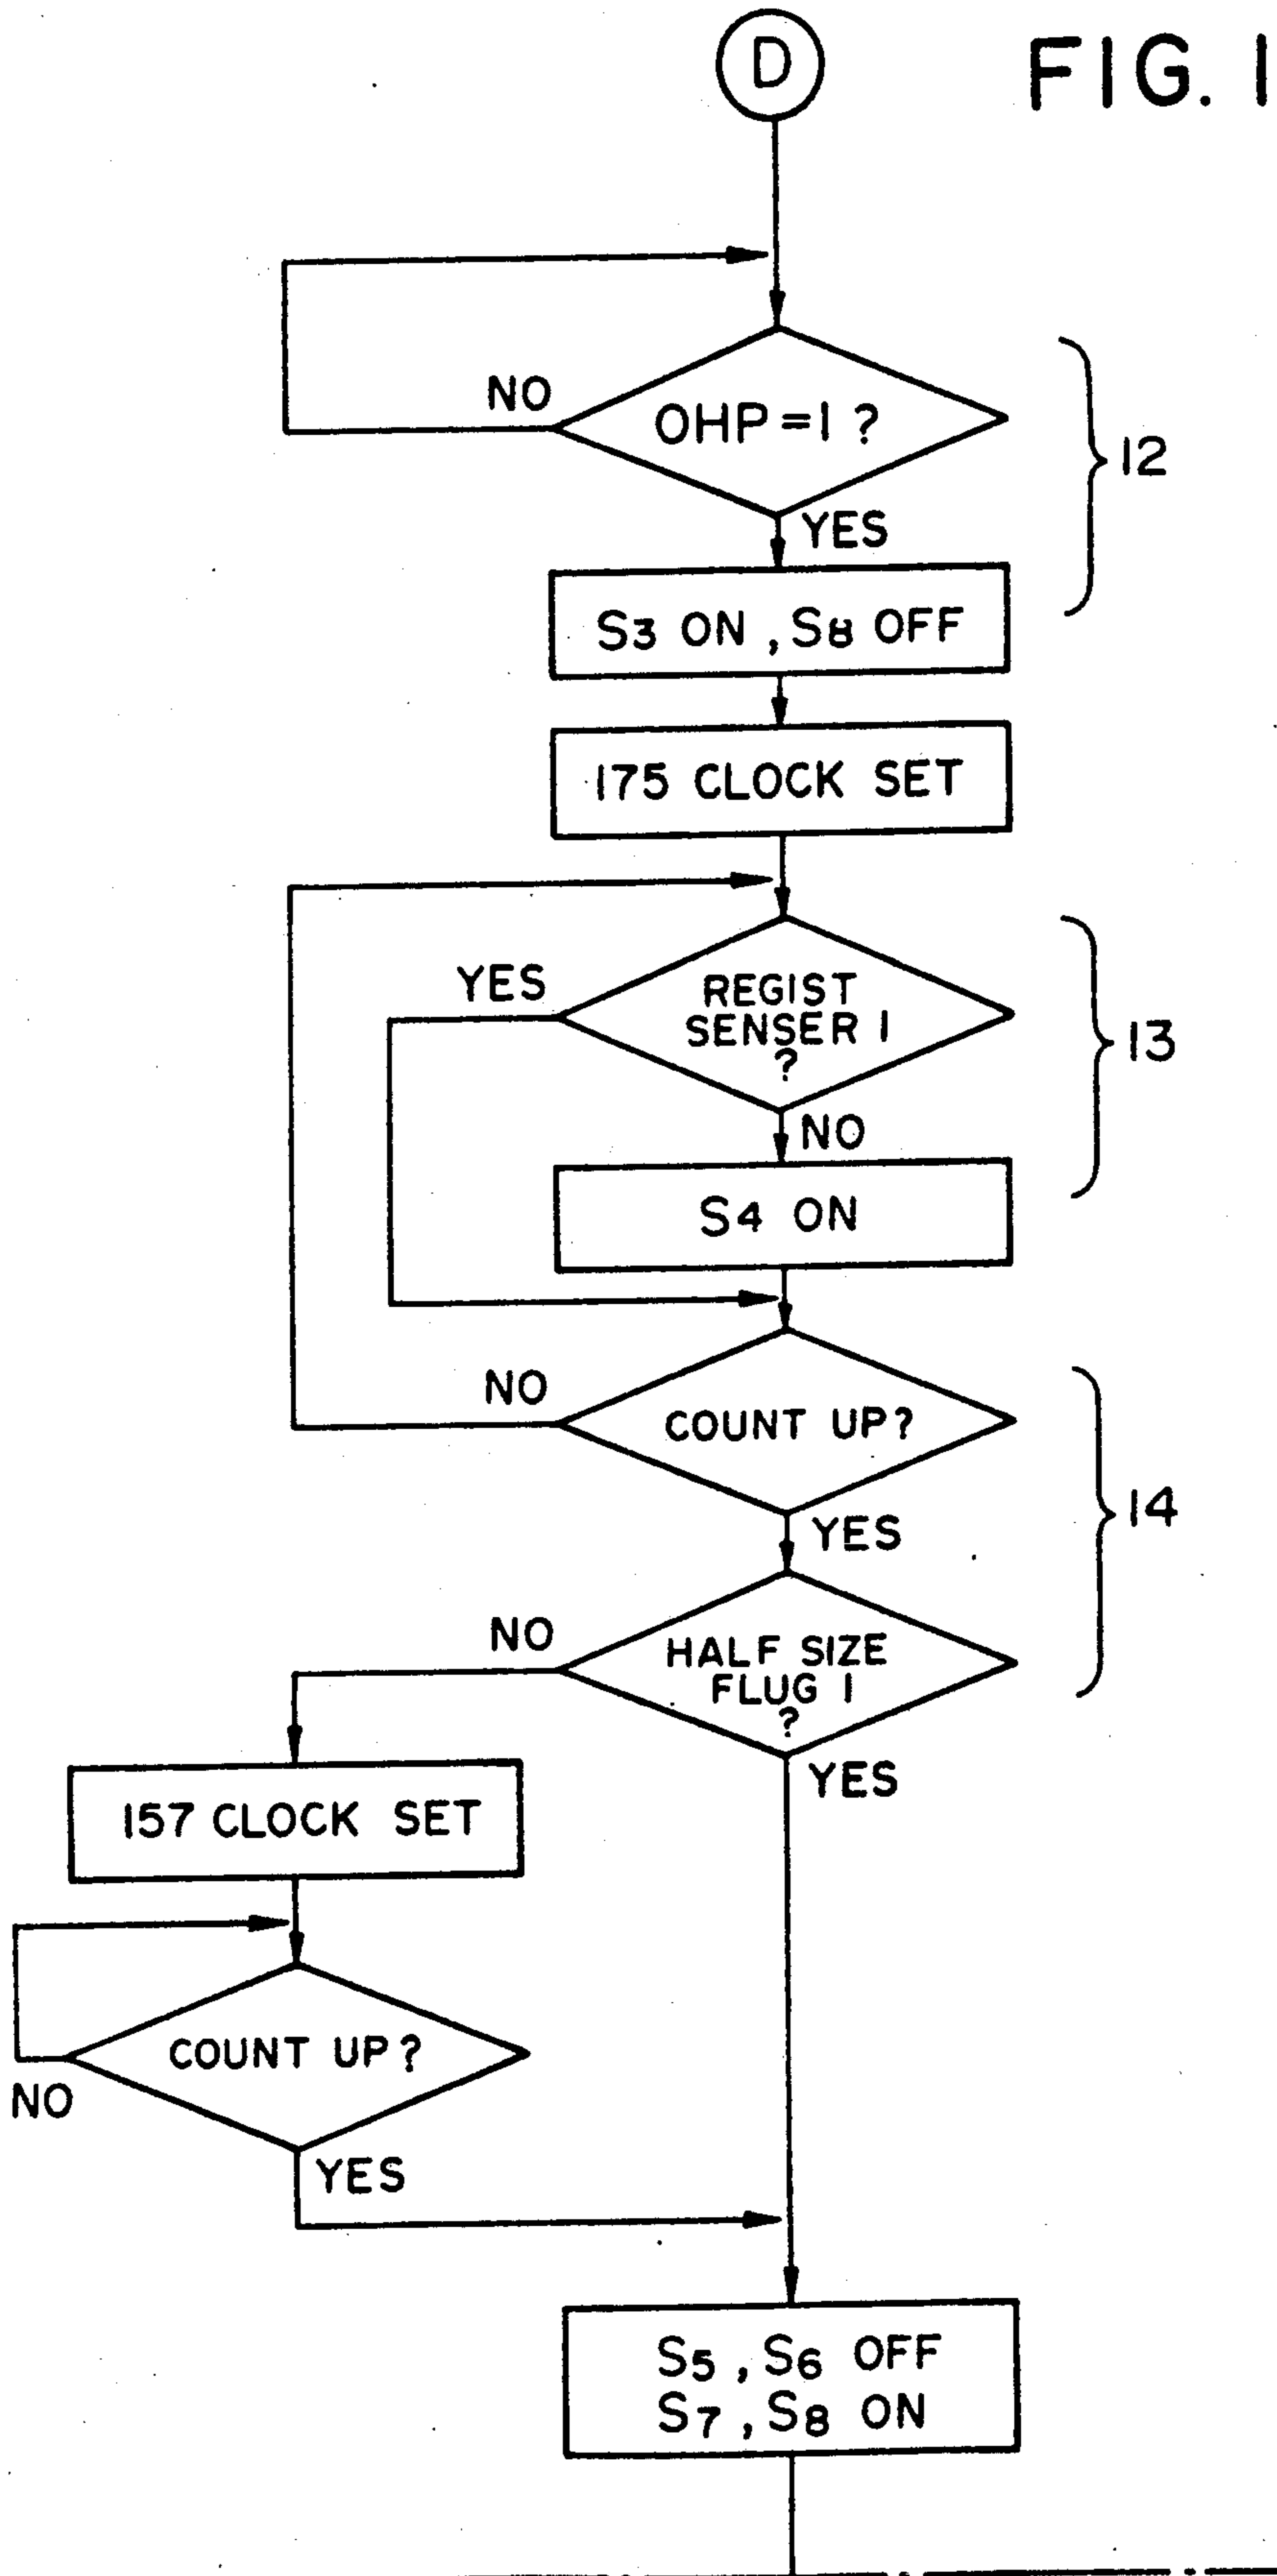 D
FIG. 1
NO
OHP=1 ?
12
YES
S3 ON , S8 OFF
175 CLOCK SET
YES
REGIST
SENSER 1
?
13
NO
S4 ON
NO
COUNT UP?
14
YES
NO
HALF SIZE
FLUG 1
?
YES
157 CLOCK SET
COUNT UP?
NO
YES
S5 , S6 OFF
S7 , S8 ON